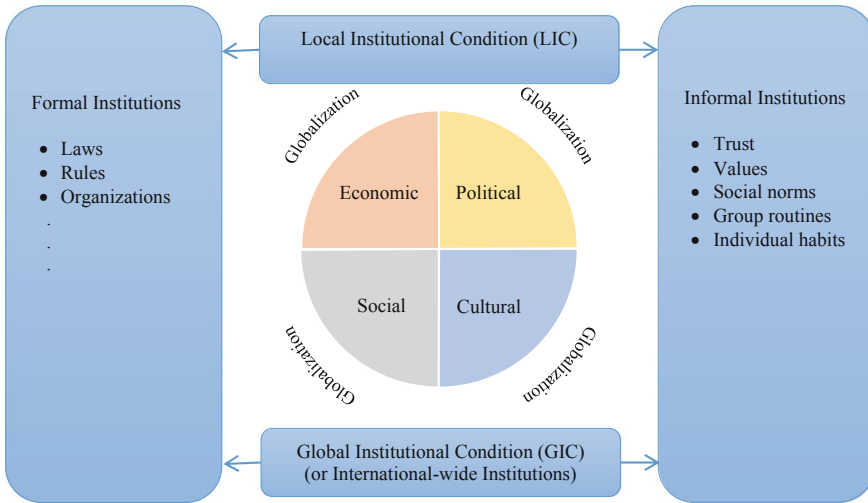 Local Institutional Condition (LIC)
Formal Institutions
• Laws
• Rules
• Organizations
.
.
.
Globalization
Globalization
Economic
Political
Social
Cultural
Globalization
Globalization
Informal Institutions
• Trust
• Values
• Social norms
• Group routines
• Individual habits
Global Institutional Condition (GIC)
(or International-wide Institutions)